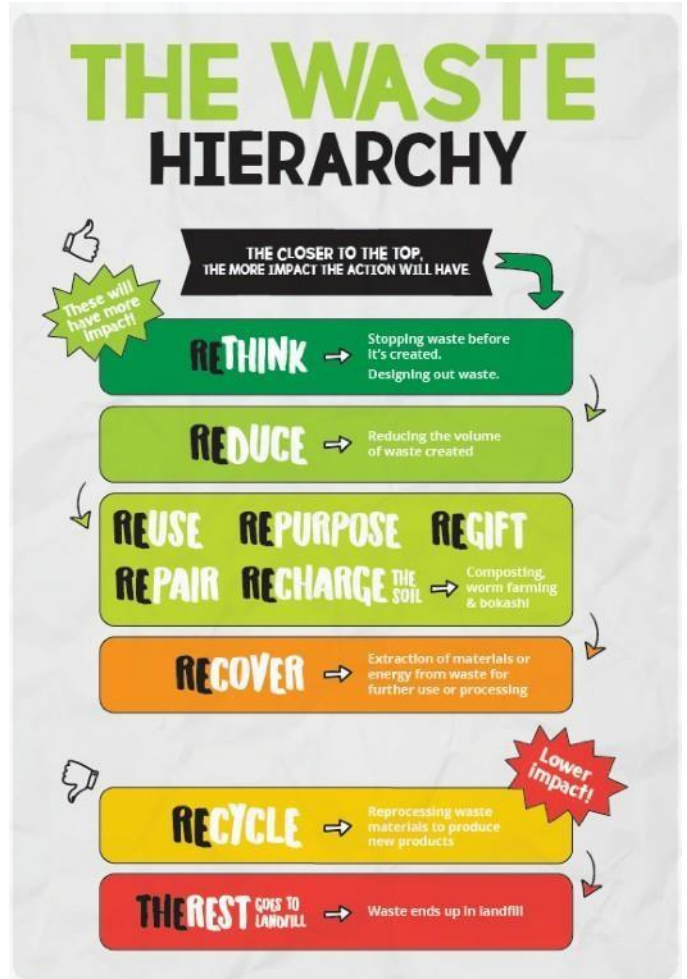 THE WASTE
HIERARCHY
THE CLOSER TO THE TOP,
THE MORE IMPACT THE ACTION WILL HAVE.
These will
have more
impact!
RETHINK
Stopping waste before
it's created.
Designing out waste.
REDUCE
Reducing the volume
of waste created
REUSE REPURPOSE REGIFT
REPAIR RECHARGE THE SOIL
Composting,
worm farming
& bokashi
RECOVER
Extraction of materials or
energy from waste for
further use or processing
Lower
impact!
RECYCLE
Reprocessing waste
materials to produce
new products
THE REST GOES TO LANDFILL
Waste ends up in landfill